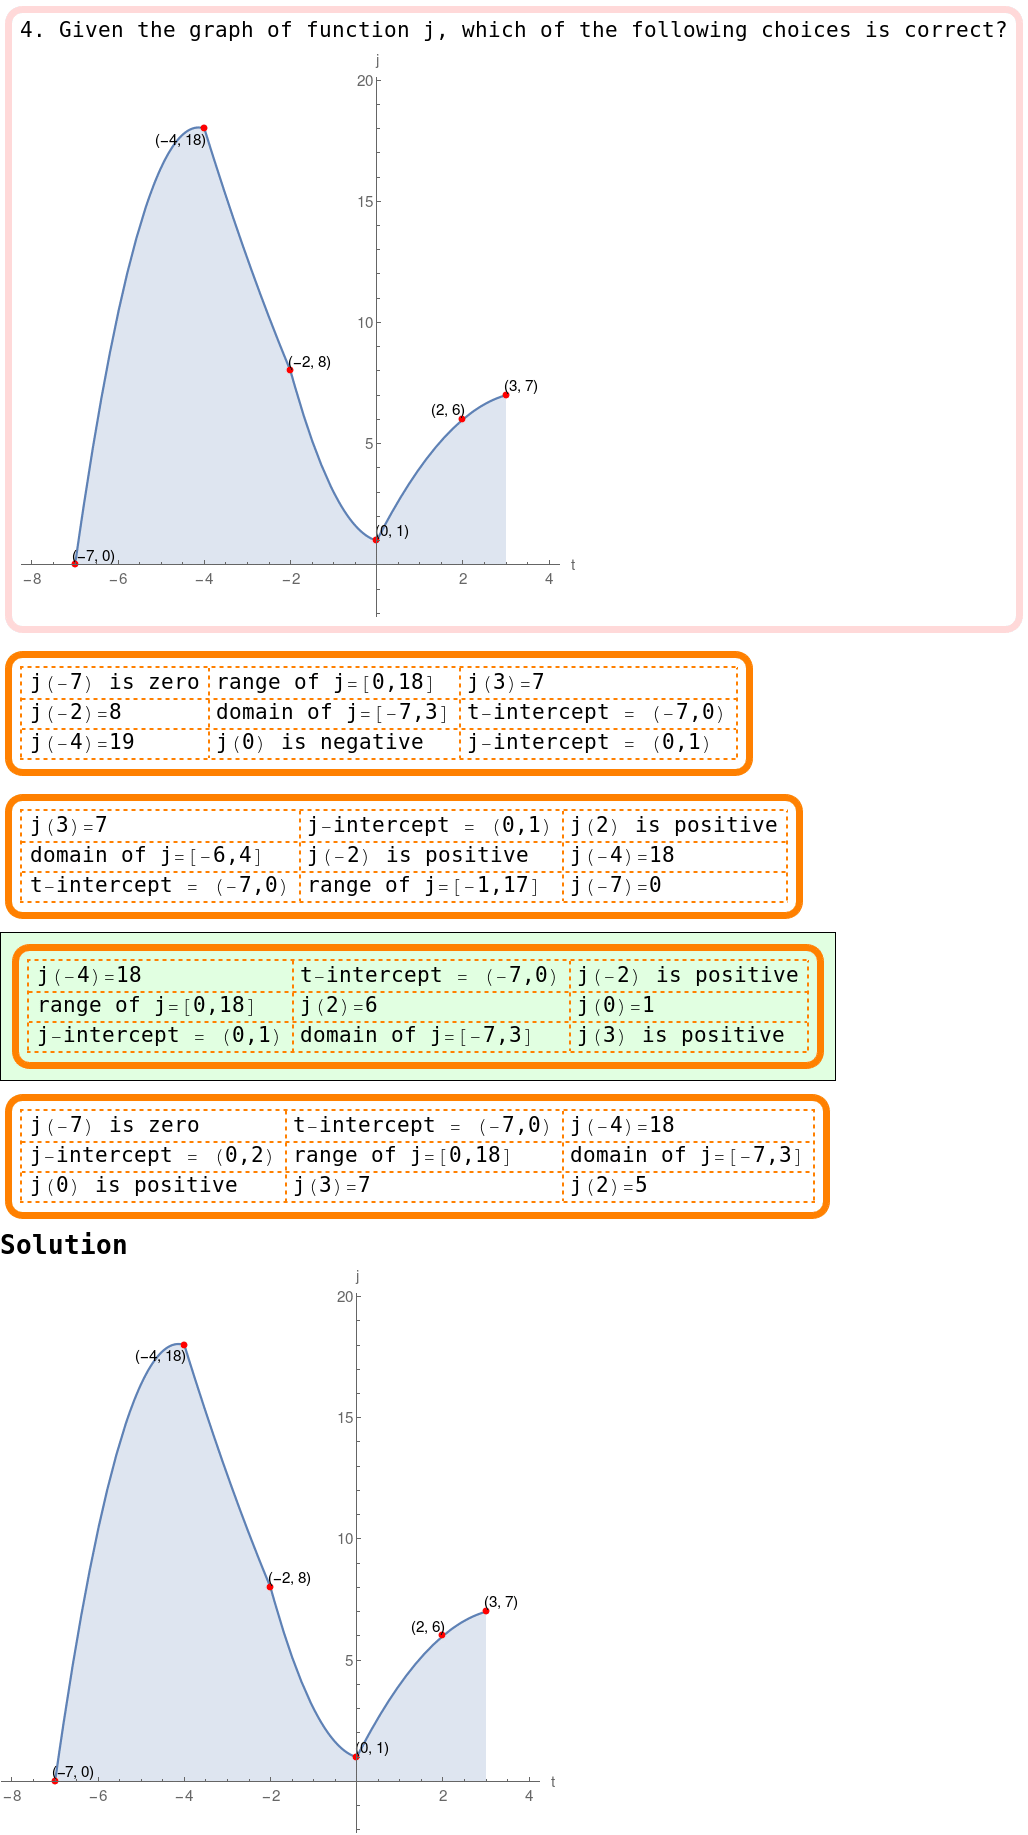 4. Given the graph of function j, which of the following choices is correct?
j
20
(−4, 18)
15
10
(−2, 8)
(3, 7)
(2, 6)
5
(0, 1)
(−7, 0)
−8 −6 −4 −2 2 4 t
j(−7) is zero range of j=[0,18] j(3)=7
j(−2)=8 domain of j=[−7,3] t−intercept = (−7,0)
j(−4)=19 j(0) is negative j−intercept = (0,1)
j(3)=7 j−intercept = (0,1) j(2) is positive
domain of j=[−6,4] j(−2) is positive j(−4)=18
t−intercept = (−7,0) range of j=[−1,17] j(−7)=0
j(−4)=18 t−intercept = (−7,0) j(−2) is positive
range of j=[0,18] j(2)=6 j(0)=1
j−intercept = (0,1) domain of j=[−7,3] j(3) is positive
j(−7) is zero t−intercept = (−7,0) j(−4)=18
j−intercept = (0,2) range of j=[0,18] domain of j=[−7,3]
j(0) is positive j(3)=7 j(2)=5
Solution
j
20
(−4, 18)
15
10
(−2, 8)
(3, 7)
(2, 6)
5
(0, 1)
(−7, 0)
−8 −6 −4 −2 2 4 t